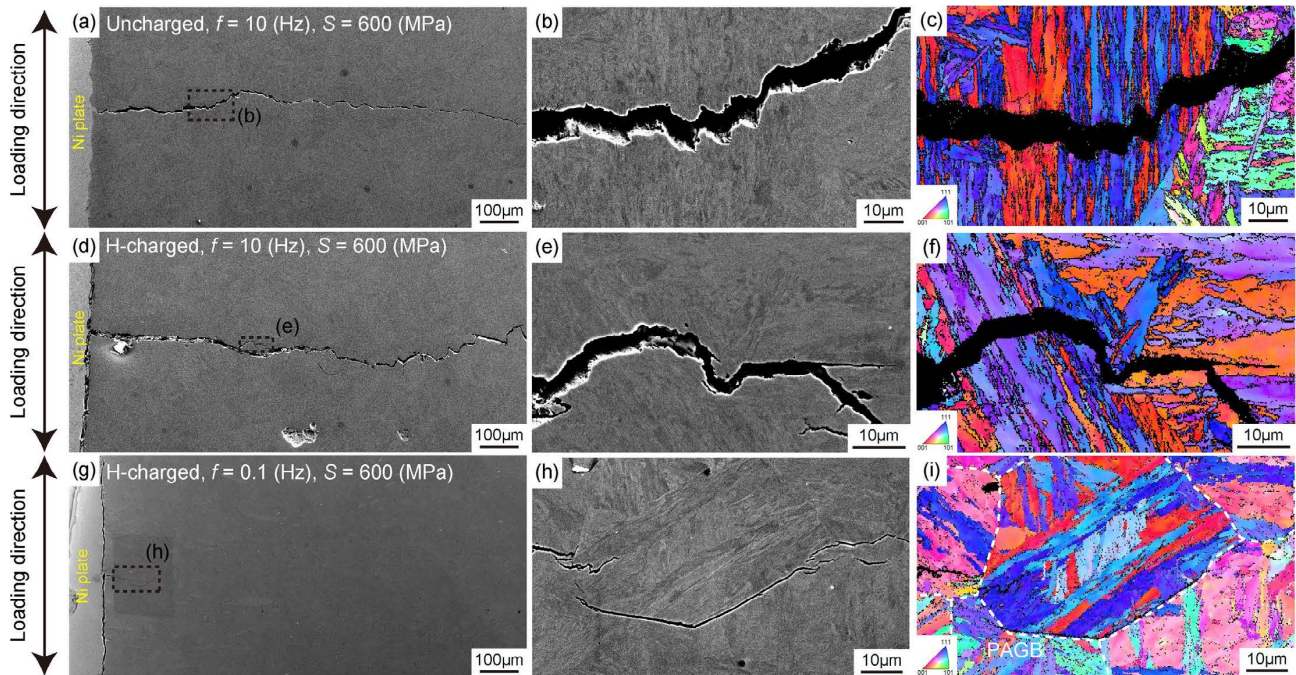 Loading direction
(a) Uncharged, f = 10 (Hz), S = 600 (MPa)
Ni plate
(b)
100μm
(b)
10μm
(c)
111
001 101
10μm
Loading direction
(d) H-charged, f = 10 (Hz), S = 600 (MPa)
Ni plate
(e)
100μm
(e)
10μm
(f)
111
001 101
10μm
Loading direction
(g) H-charged, f = 0.1 (Hz), S = 600 (MPa)
Ni plate
(h)
100μm
(h)
10μm
(i)
PAGB
111
001 101
10μm